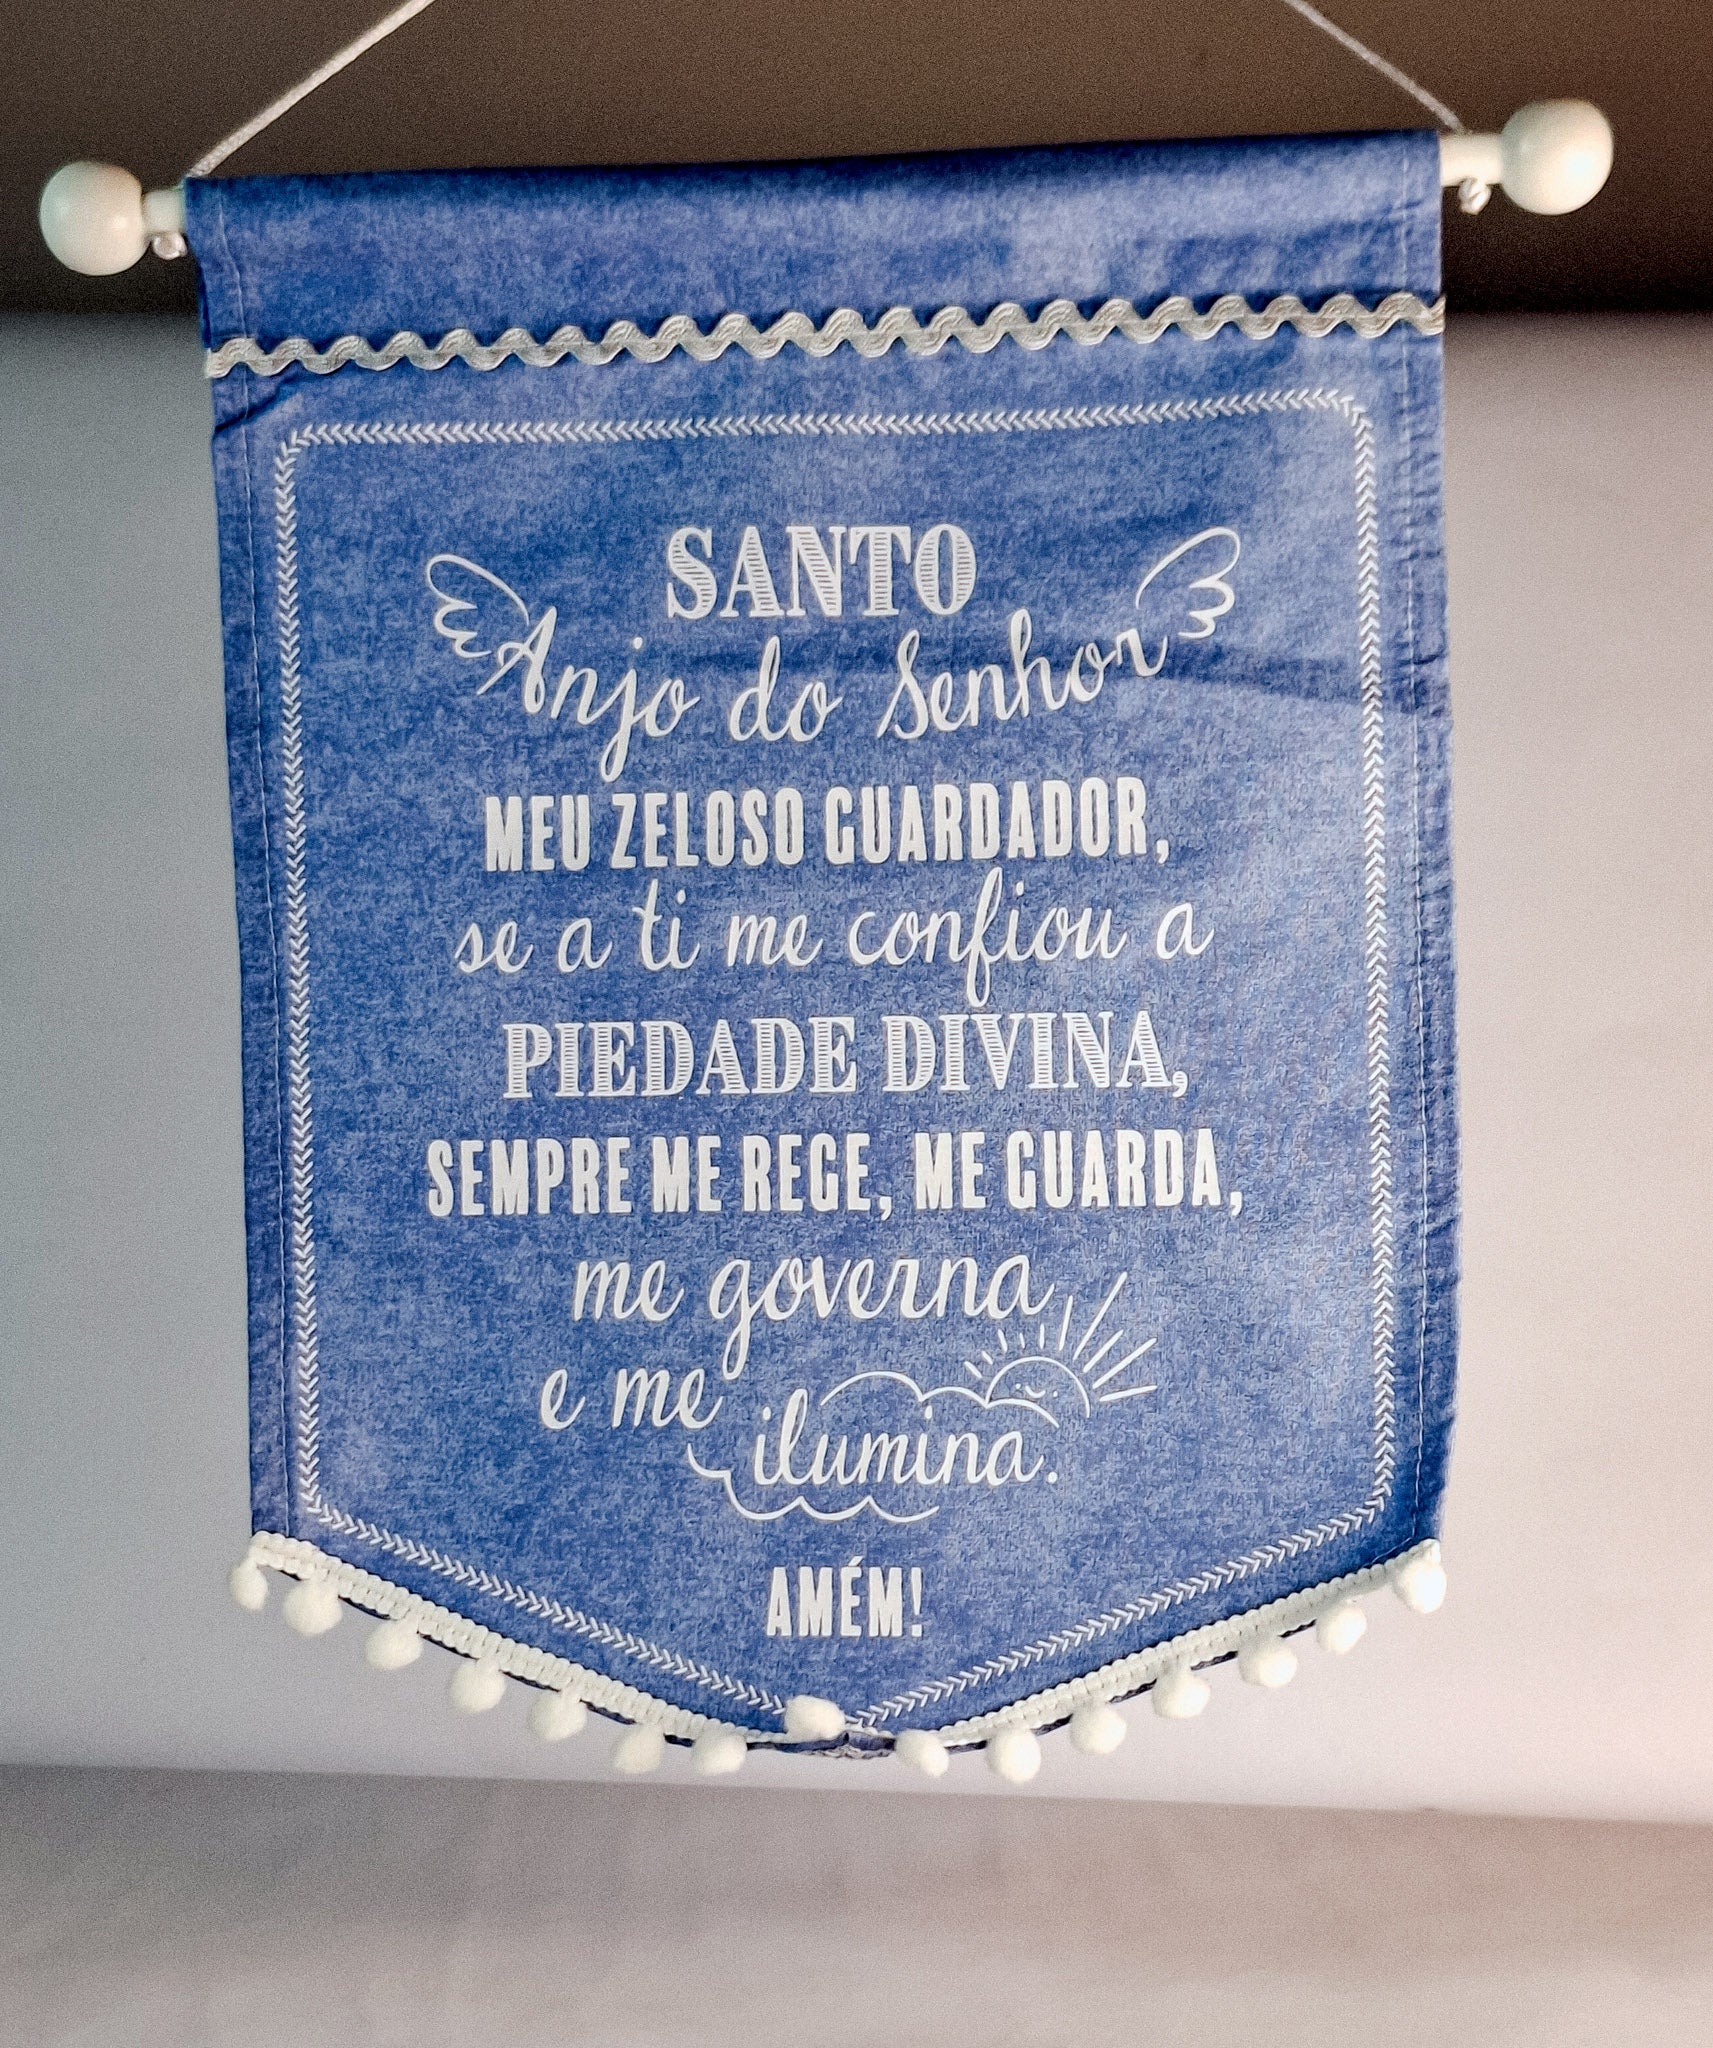 SANTO
Anjo do Senhor
MEU ZELOSO GUARDADOR,
se a ti me confiou a
PIEDADE DIVINA,
SEMPRE ME REGE, ME GUARDA,
me governa
e me
ilumina.
AMÉM!